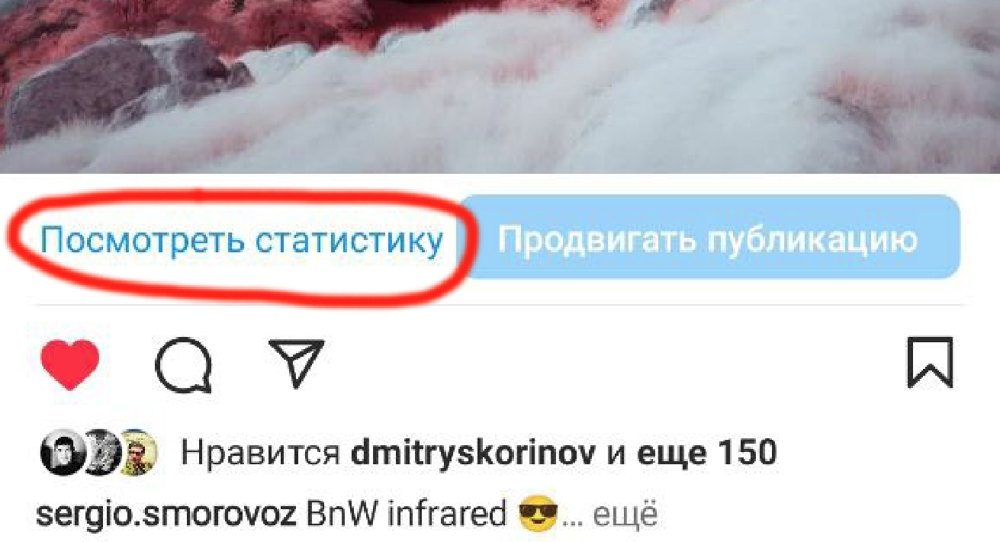 Посмотреть статистику Продвигать публикацию
Нравится dmitryskorinov и еще 150
sergio.smorovoz BnW infrared 😎... ещё